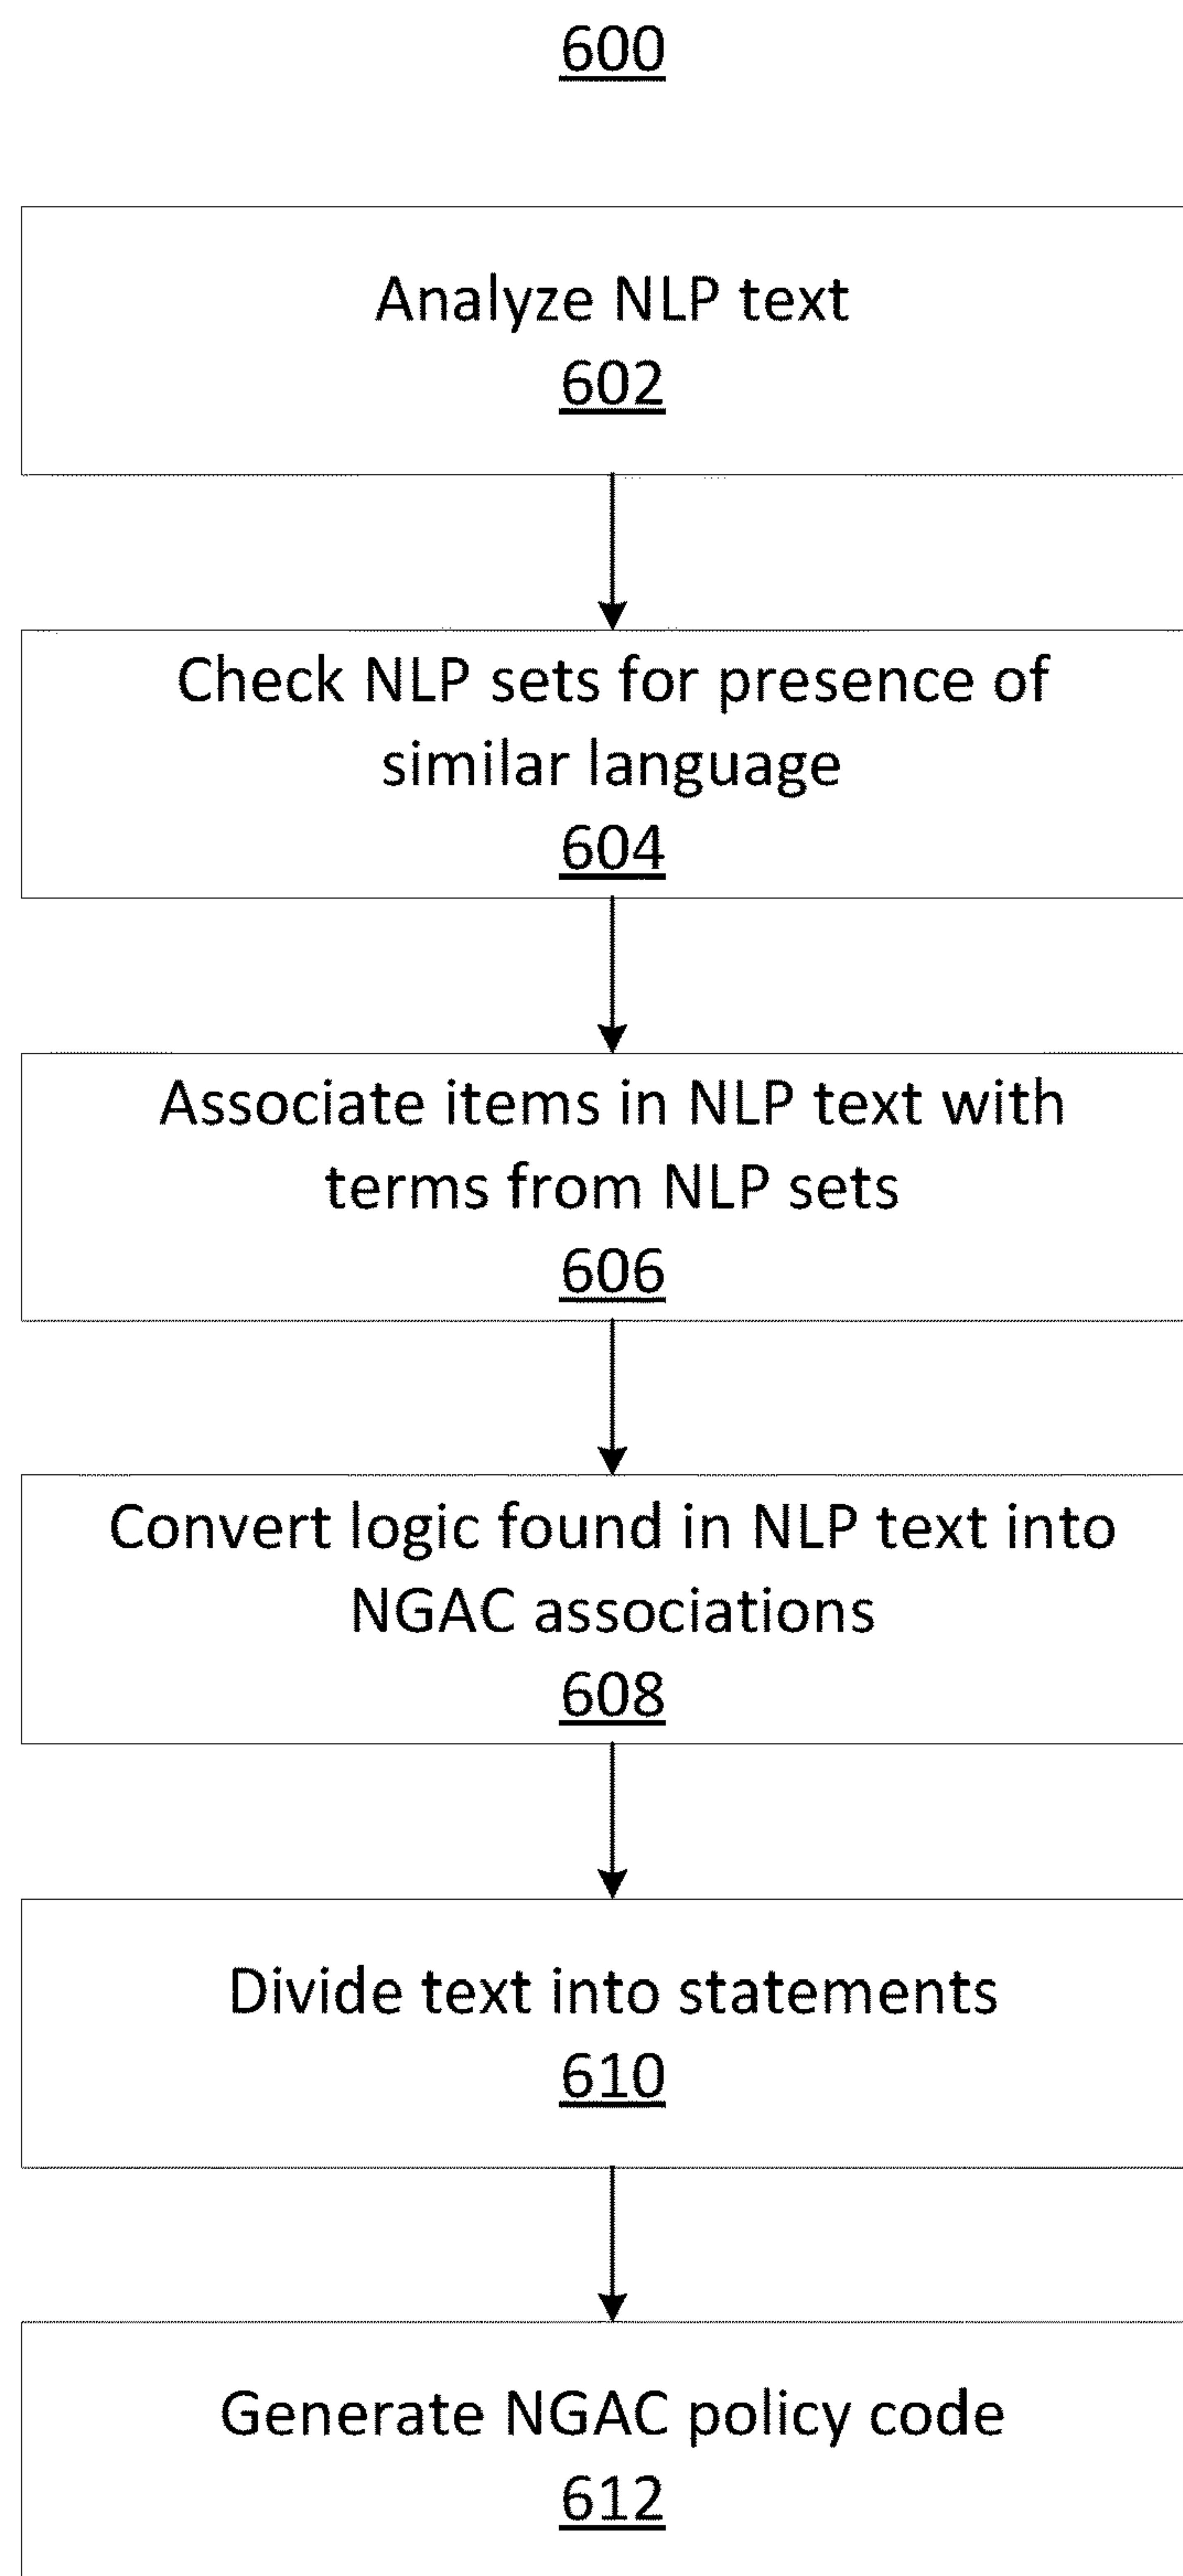 600
Analyze NLP text
602
Check NLP sets for presence of
similar language
604
Associate items in NLP text with
terms from NLP sets
606
Convert logic found in NLP text into
NGAC associations
608
Divide text into statements
610
Generate NGAC policy code
612